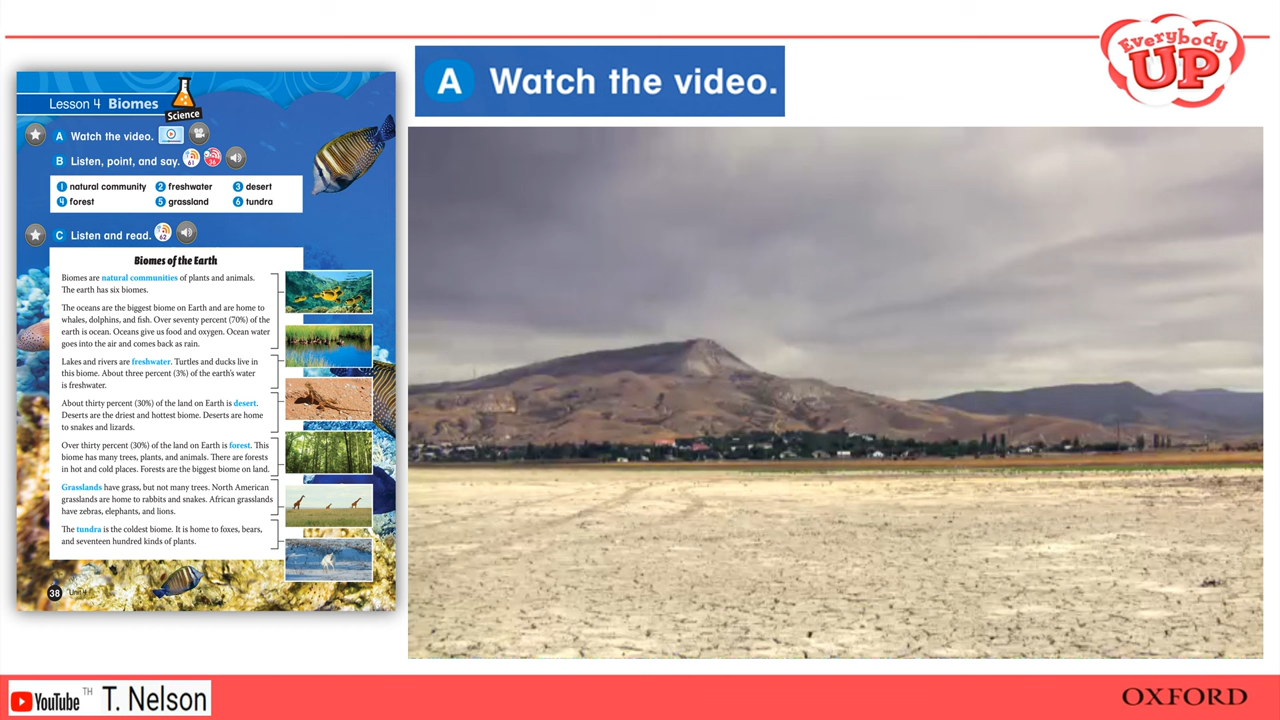 A Watch the video.
Everybody
UP
Lesson 4 Biomes
Science
A Watch the video.
B Listen, point, and say.
61
36
1 natural community 2 freshwater 3 desert
4 forest 5 grassland 6 tundra
C Listen and read.
62
Biomes of the Earth
Biomes are natural communities of plants and animals.
The earth has six biomes.
The oceans are the biggest biome on Earth and are home to
whales, dolphins, and fish. Over seventy percent (70%) of the
earth is ocean. Oceans give us food and oxygen. Ocean water
goes into the air and comes back as rain.
Lakes and rivers are freshwater. Turtles and ducks live in
this biome. About three percent (3%) of the earth's water
is freshwater.
About thirty percent (30%) of the land on Earth is desert.
Deserts are the driest and hottest biome. Deserts are home
to snakes and lizards.
Over thirty percent (30%) of the land on Earth is forest. This
biome has many trees, plants, and animals. There are forests
in hot and cold places. Forests are the biggest biome on land.
Grasslands have grass, but not many trees. North American
grasslands are home to rabbits and snakes. African grasslands
have zebras, elephants, and lions.
The tundra is the coldest biome. It is home to foxes, bears,
and seventeen hundred kinds of plants.
38 Unit 4
YouTube TH T. Nelson
OXFORD